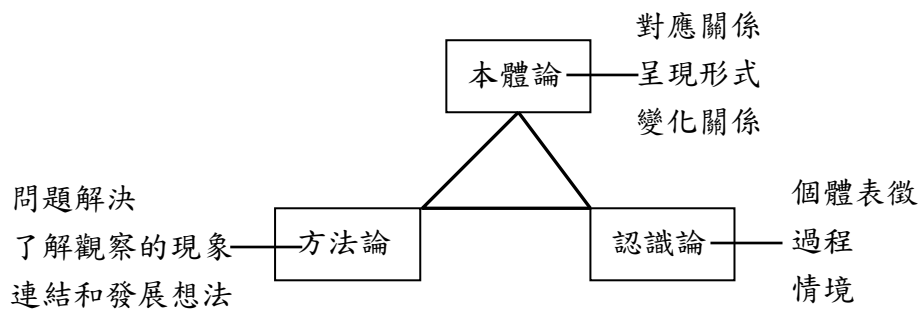 對應關係
本體論
呈現形式
變化關係
問題解決
了解觀察的現象
連結和發展想法
方法論
認識論
個體表徵
過程
情境